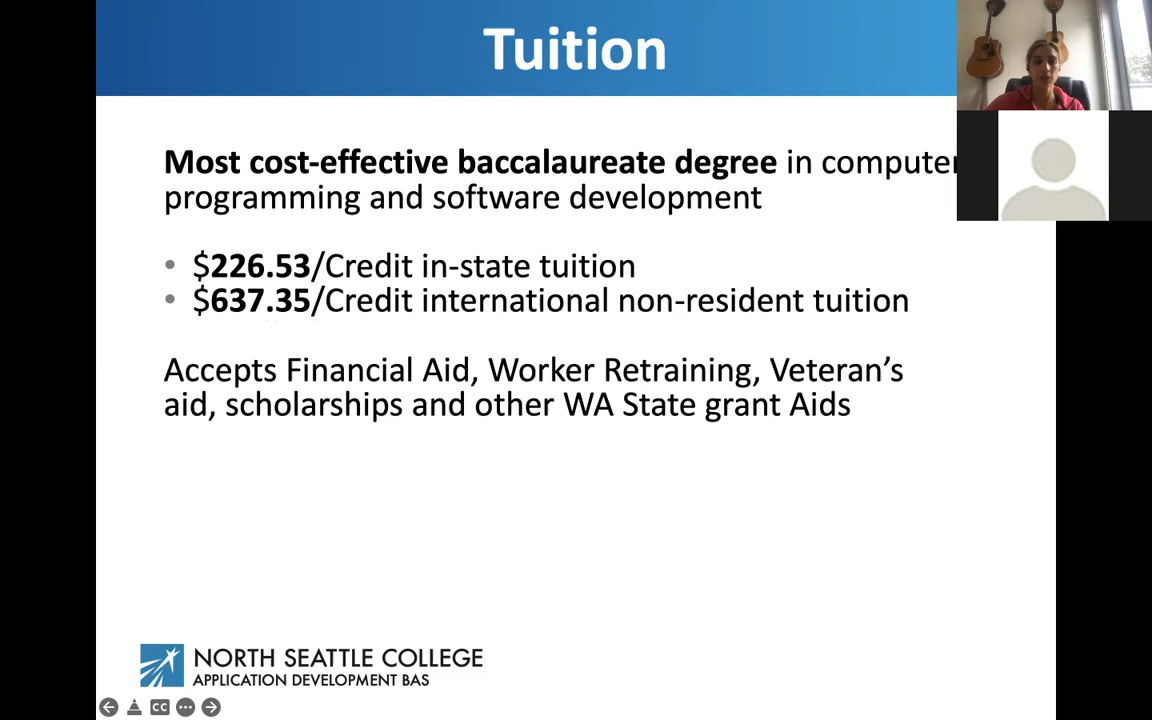 Tuition
Most cost-effective baccalaureate degree in computer
programming and software development
• $226.53/Credit in-state tuition
• $637.35/Credit international non-resident tuition
Accepts Financial Aid, Worker Retraining, Veteran’s
aid, scholarships and other WA State grant Aids
NORTH SEATTLE COLLEGE
APPLICATION DEVELOPMENT BAS
CC